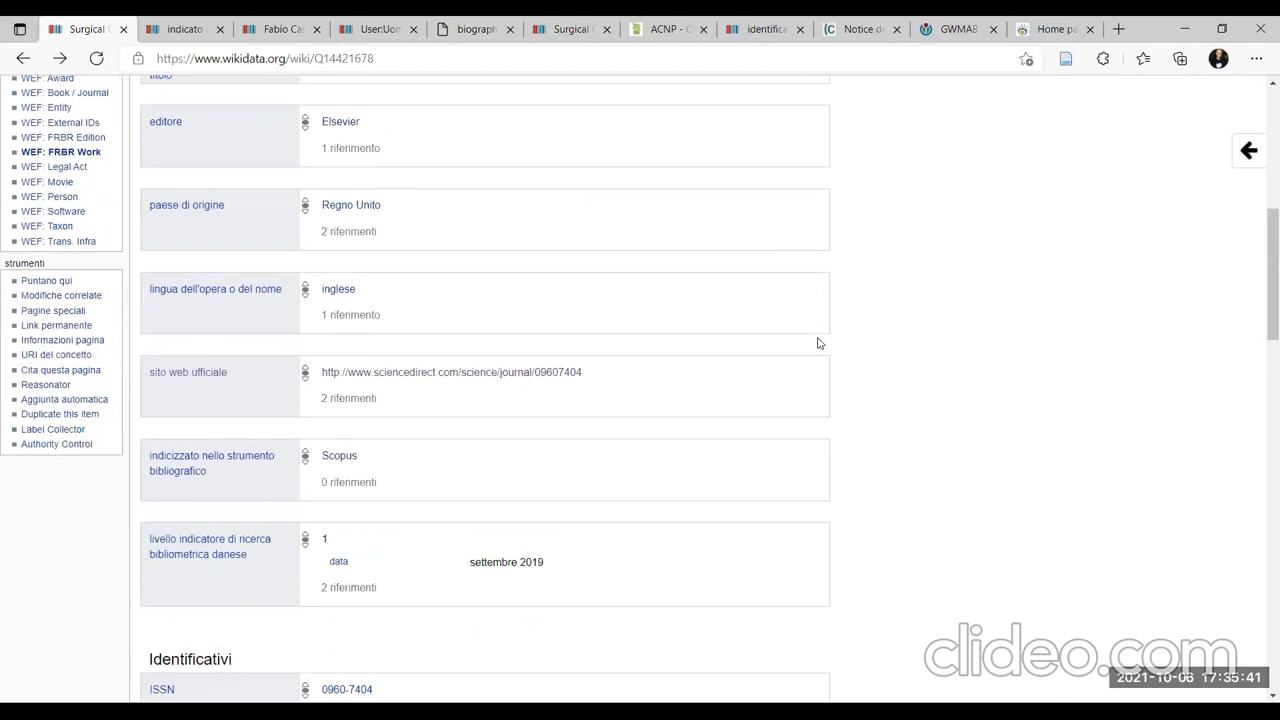 Surgical
indicato
Fabio Cas
User:Uom
biograph
Surgical
ACNP - C
identifica
Notice de
GWMAB
Home pa
https://www.wikidata.org/wiki/Q14421678
WEF: Award
WEF: Book / Journal
WEF: Entity
WEF: External IDs
WEF: FRBR Edition
WEF: FRBR Work
WEF: Legal Act
WEF: Movie
WEF: Person
WEF: Software
WEF: Taxon
WEF: Trans. Infra
strumenti
Puntano qui
Modifiche correlate
Pagine speciali
Link permanente
Informazioni pagina
URI del concetto
Cita questa pagina
Reasonator
Aggiunta automatica
Duplicate this item
Label Collector
Authority Control
titolo
editore
Elsevier
1 riferimento
paese di origine
Regno Unito
2 riferimenti
lingua dell'opera o del nome
inglese
1 riferimento
sito web ufficiale
http://www.sciencedirect.com/science/journal/09607404
2 riferimenti
indicizzato nello strumento
bibliografico
Scopus
0 riferimenti
livello indicatore di ricerca
bibliometrica danese
1
data
settembre 2019
2 riferimenti
Identificativi
ISSN
0960-7404
clideo.com
2021-10-06 17:35:41